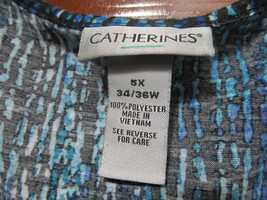 CATHERINES®
5X
34/36W
100% POLYESTER
MADE IN
VIETNAM
SEE REVERSE
FOR CARE